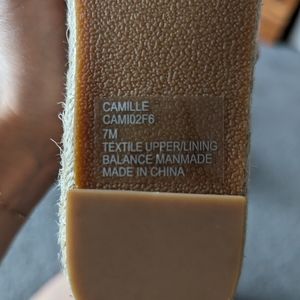 CAMILLE
CAMI02F6
7M
TEXTILE UPPER/LINING
BALANCE MANMADE
MADE IN CHINA